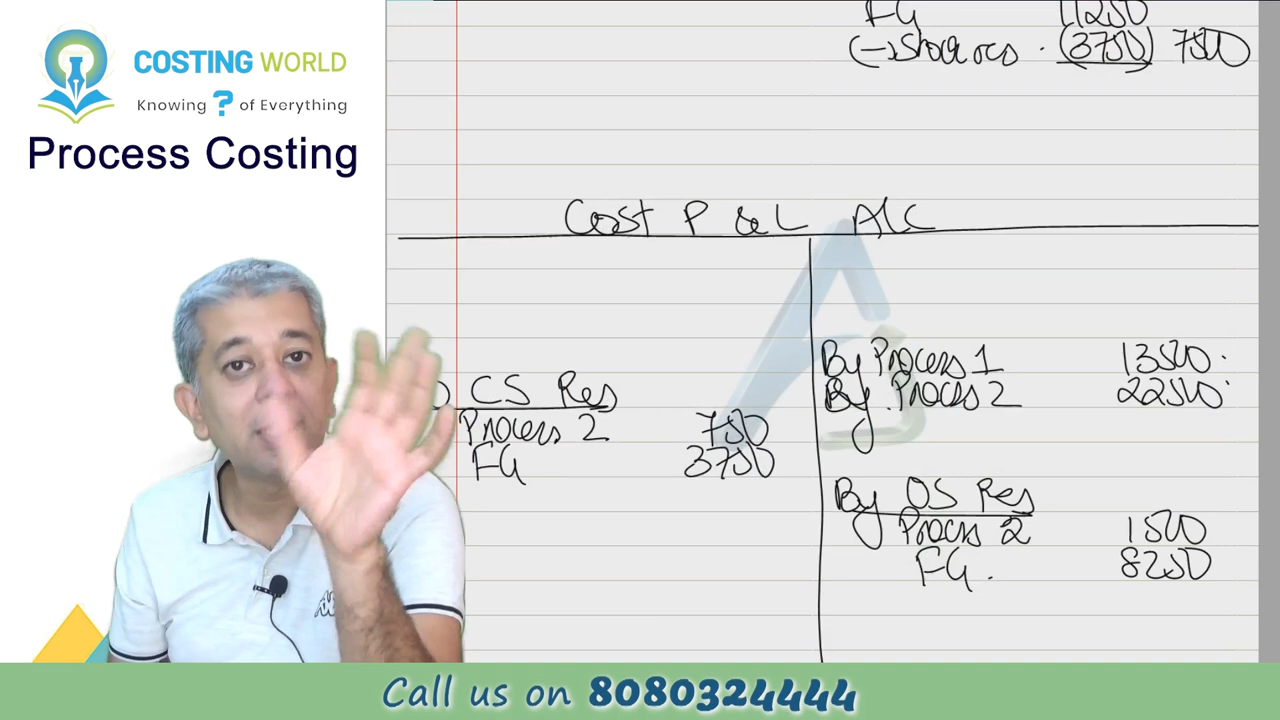 COSTING WORLD
Knowing ? of Everything
Process Costing
FG 11250
(-) Stock res. (3750) 7500
Cost P & L A/c
By Process 1 13500
By Process 2 22500
CS Res
Process 2 750
FG 3750
By OS Res
Process 2 1500
FG. 8250
Call us on 8080324444